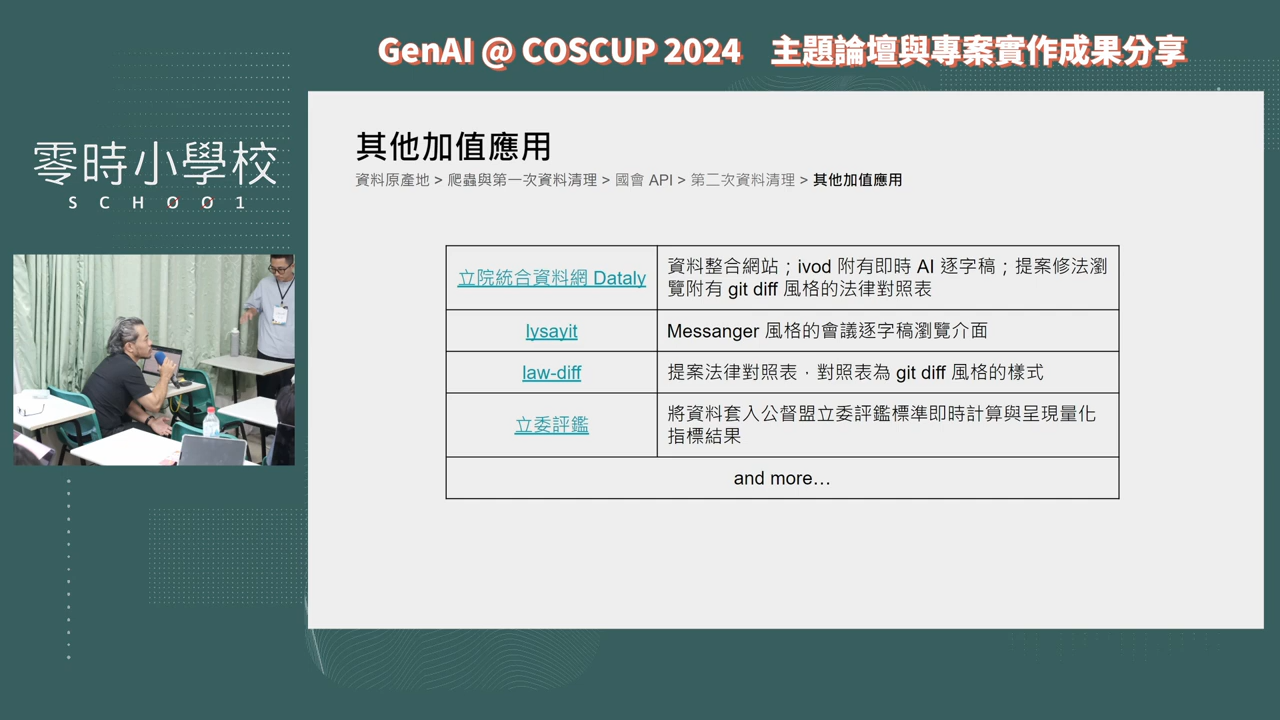 GenAI @ COSCUP 2024 主題論壇與專案實作成果分享
零時小學校
SCHOO1
其他加值應用
資料原產地 > 爬蟲與第一次資料清理 > 國會 API > 第二次資料清理 > 其他加值應用
立院統合資料網 Dataly
資料整合網站；ivod 附有即時 AI 逐字稿；提案修法瀏
覽附有 git diff 風格的法律對照表
lysayit
Messanger 風格的會議逐字稿瀏覽介面
law-diff
提案法律對照表，對照表為 git diff 風格的樣式
立委評鑑
將資料套入公督盟立委評鑑標準即時計算與呈現量化
指標結果
and more…